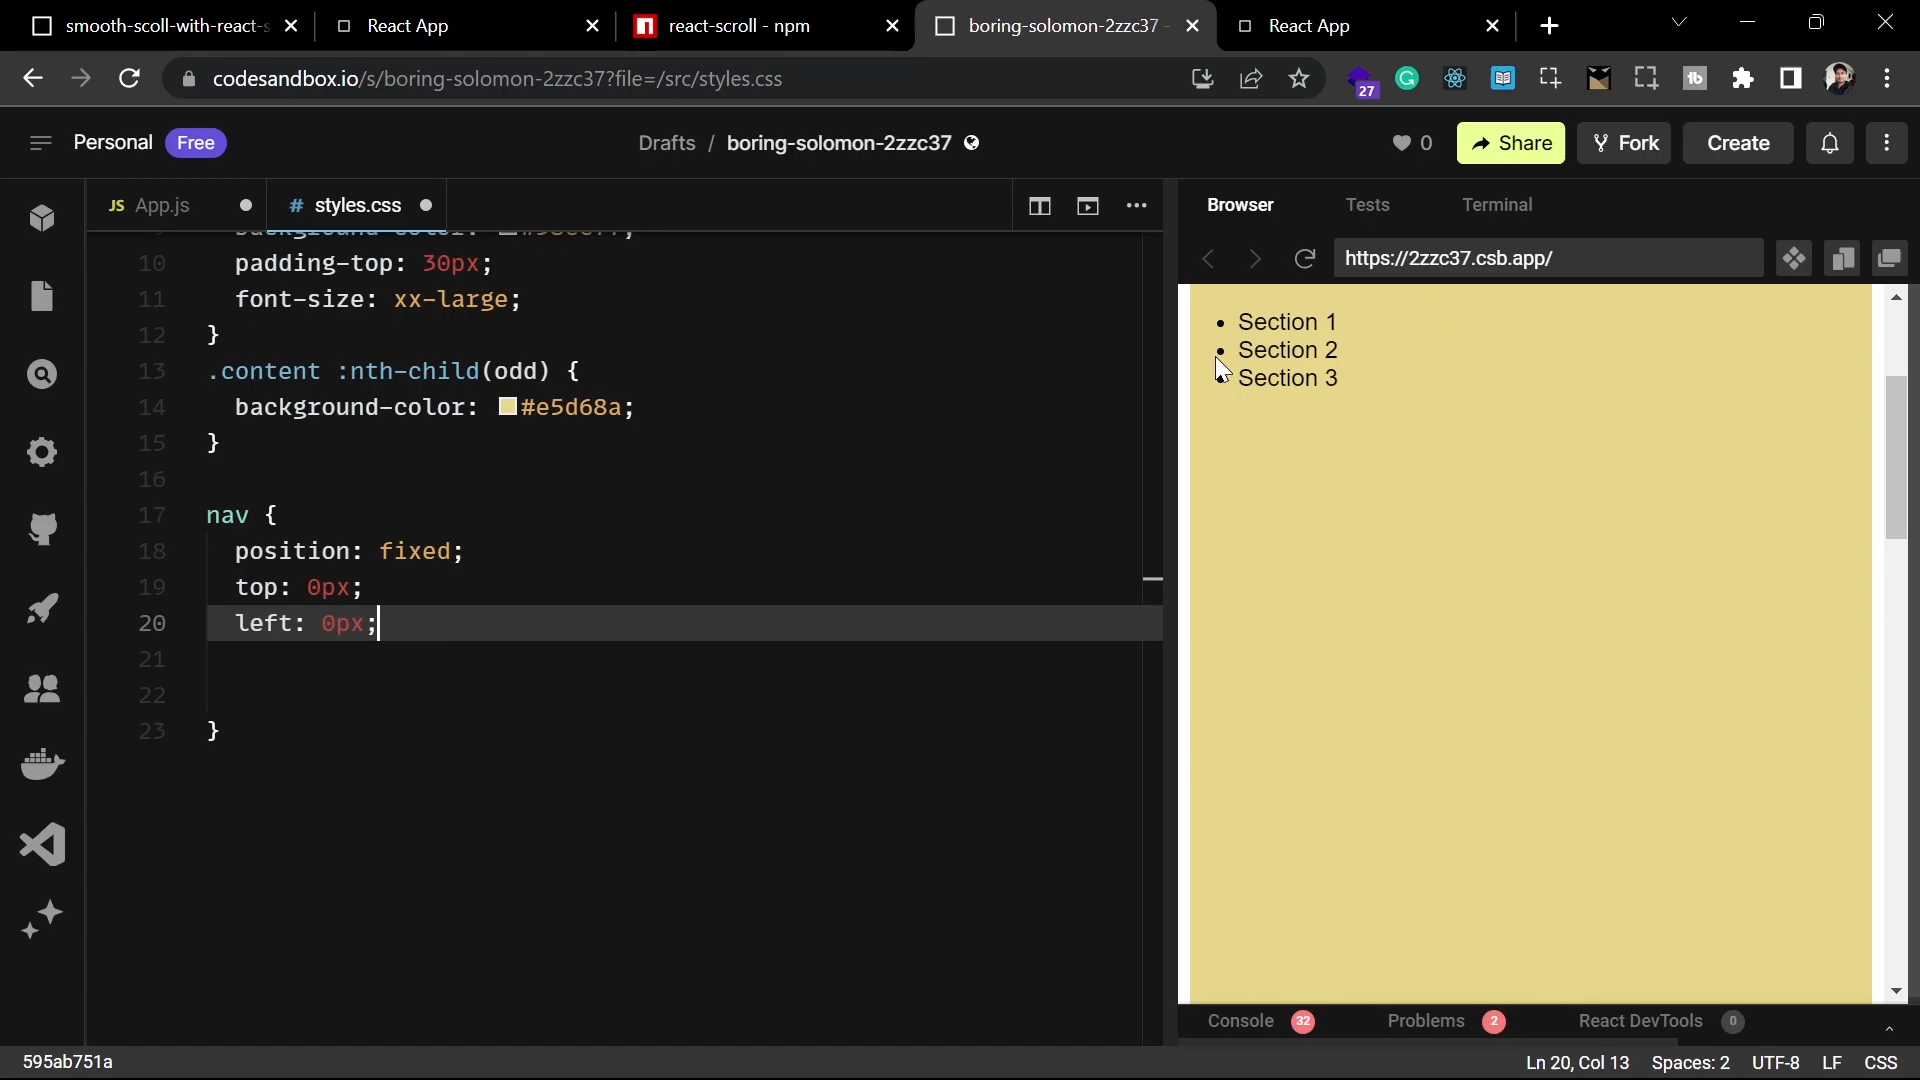 smooth-scoll-with-react-s
React App
react-scroll - npm
boring-solomon-2zzc37 -
React App
codesandbox.io/s/boring-solomon-2zzc37?file=/src/styles.css
27
Personal Free
Drafts / boring-solomon-2zzc37
0
Share
Fork
Create
JS App.js
# styles.css
Browser
Tests
Terminal
https://2zzc37.csb.app/
10 padding-top: 30px;
11 font-size: xx-large;
12 }
13 .content :nth-child(odd) {
14 background-color: #e5d68a;
15 }
16
17 nav {
18 position: fixed;
19 top: 0px;
20 left: 0px;
21
22
23 }
• Section 1
• Section 2
• Section 3
Console 32
Problems 2
React DevTools 0
595ab751a
Ln 20, Col 13
Spaces: 2
UTF-8
LF
CSS